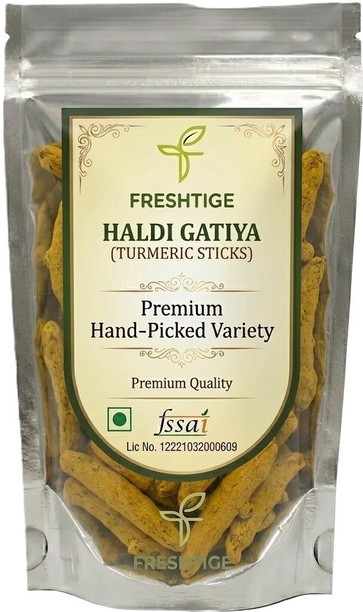 FRESHTIGE
HALDI GATIYA
(TURMERIC STICKS)
Premium
Hand-Picked Variety
Premium Quality
fssai
Lic No. 12221032000609
FRESHTIGE